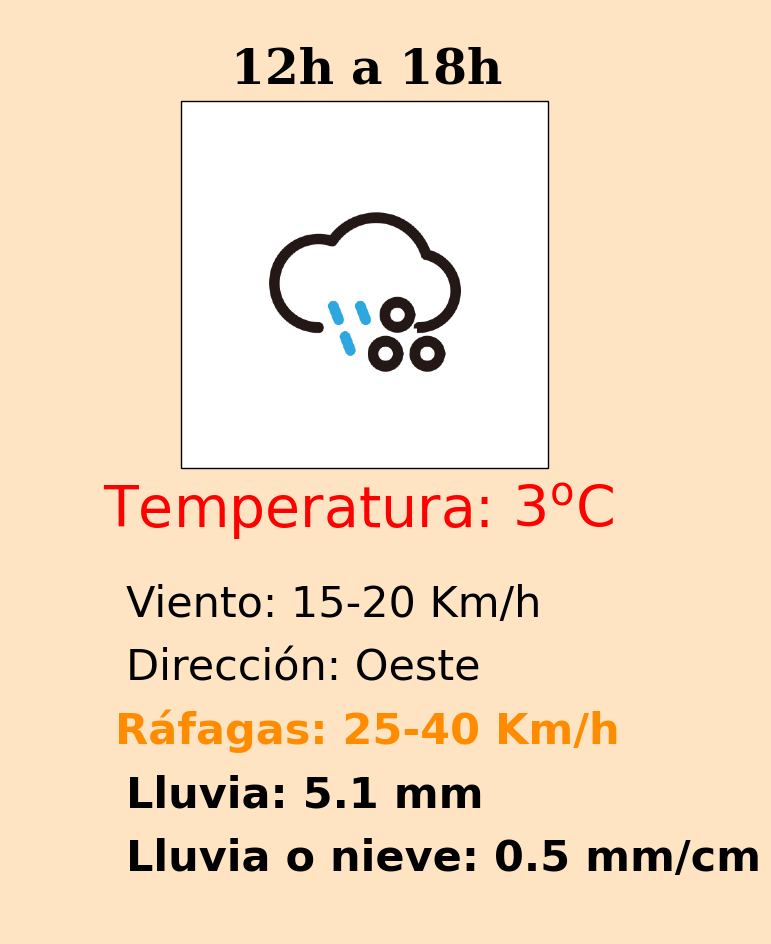 12h a 18h
Temperatura: 3ºC
Viento: 15-20 Km/h
Dirección: Oeste
Ráfagas: 25-40 Km/h
Lluvia: 5.1 mm
Lluvia o nieve: 0.5 mm/cm